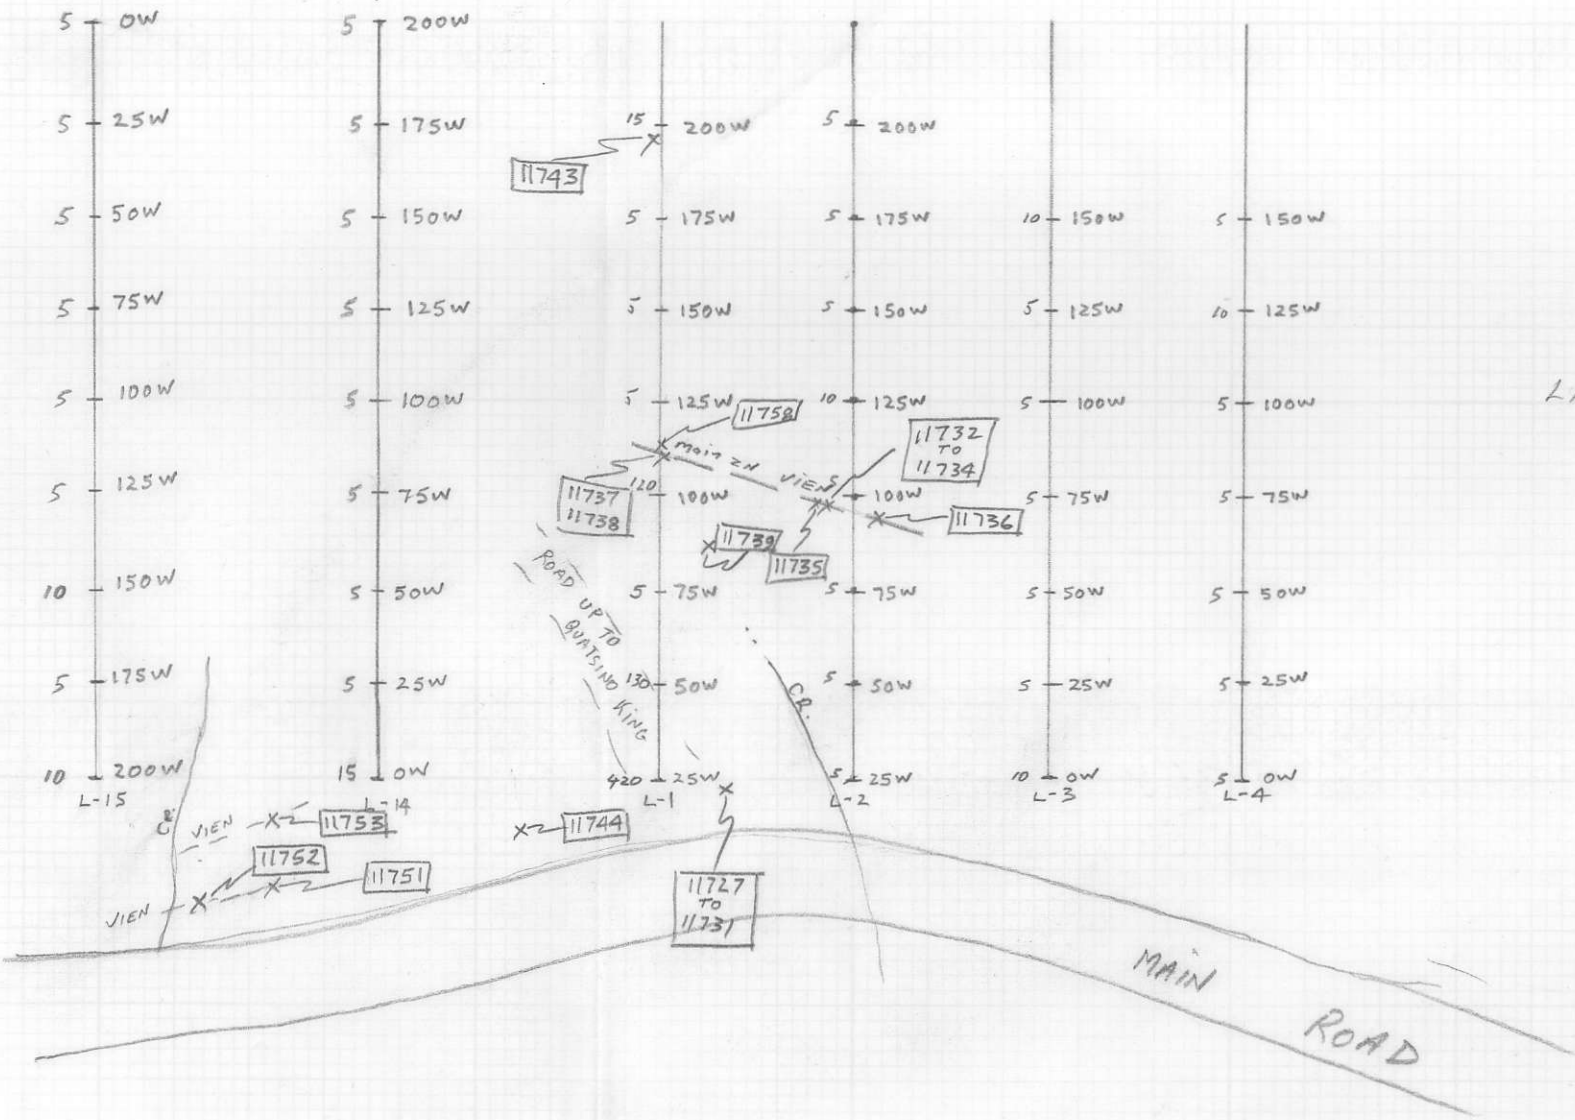 5 0W 5 200W
5 25W 5 175W 15 200W 5 200W
11743
5 50W 5 150W 5 175W 5 175W 10 150W 5 150W
5 75W 5 125W 5 150W 5 150W 5 125W 10 125W
5 100W 5 100W 5 125W 10 125W 5 100W 5 100W
11758
11732
TO
11734
main ZN VIEN
5 125W 5 75W 120 100W 5 100W 5 75W 5 75W
11737
11738
11736
11739
11735
10 150W 5 50W 5 75W 5 75W 5 50W 5 50W
ROAD UP TO
QUATSINO KING
5 175W 5 25W 130 50W 5 50W 5 25W 5 25W
CR.
10 200W 15 0W 420 25W 5 25W 10 0W 5 0W
L-15 L-14 L-1 L-2 L-3 L-4
CR
VIEN 11753 11744
11752
11751
VIEN
11727
TO
11731
MAIN
ROAD